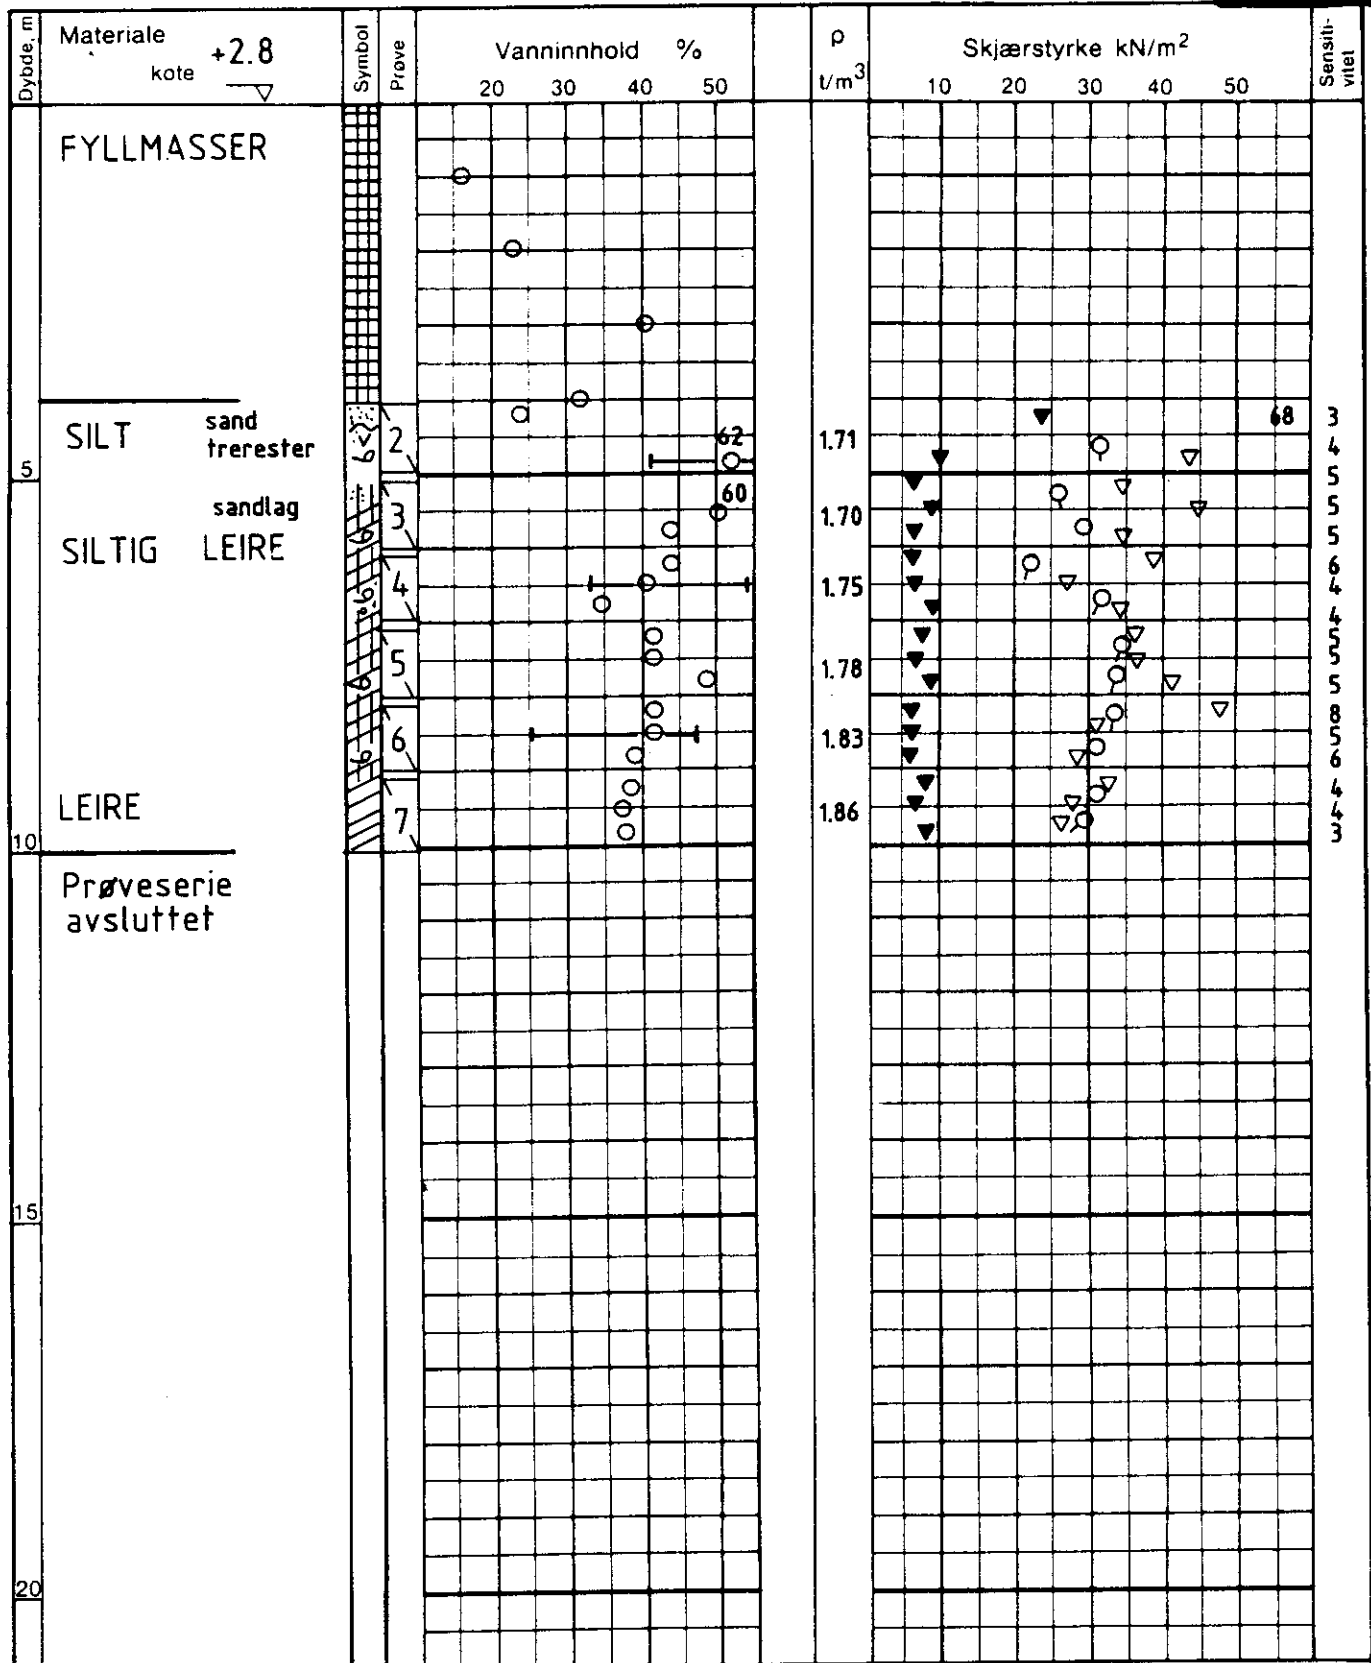 Dybde, m
Materiale
kote +2.8
Symbol
Prøve
Vanninnhold %
20 30 40 50
ρ
t/m³
Skjærstyrke kN/m²
10 20 30 40 50
Sensiti-
vitet
FYLLMASSER
SILT sand
trerester
2
62
1.71
68
3
4
5
5
sandlag
SILTIG LEIRE
3
60
1.70
5
5
4
1.75
6
4
4
5
1.78
5
5
5
6
1.83
8
5
6
LEIRE
7
1.86
4
4
3
10
Prøveserie
avsluttet
15
20